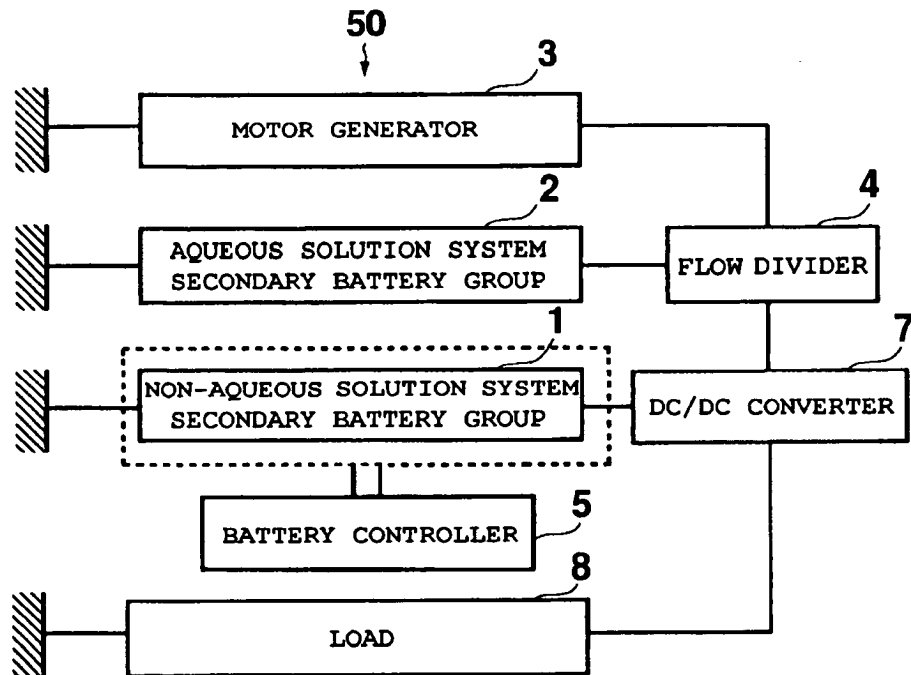 50
3
MOTOR GENERATOR
2
4
AQUEOUS SOLUTION SYSTEM
SECONDARY BATTERY GROUP
FLOW DIVIDER
1
7
NON-AQUEOUS SOLUTION SYSTEM
SECONDARY BATTERY GROUP
DC/DC CONVERTER
5
BATTERY CONTROLLER
8
LOAD